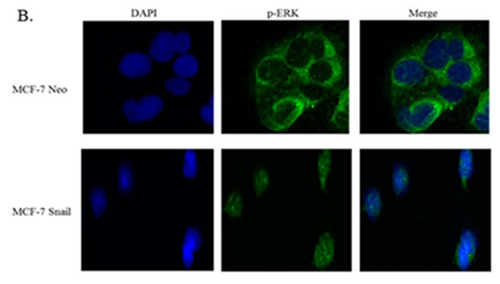 B.
DAPI p-ERK Merge
MCF-7 Neo
MCF-7 Snail